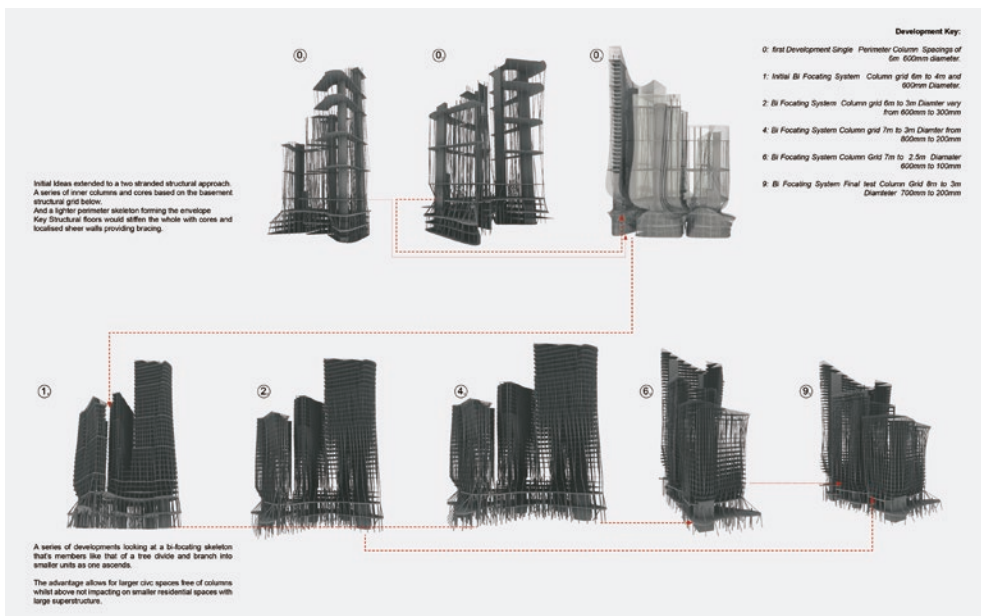 Development Key:
0: first Development Single Perimeter Column Spacings of
6m 600mm diameter.
1: Initial Bi Focating System Column grid 6m to 4m and
600mm Diameter.
2: Bi Focating System Column grid 6m to 3m Diamter vary
from 600mm to 300mm
4: Bi Focating System Column grid 7m to 3m Diamter from
800mm to 200mm
6: Bi Focating System Column Grid 7m to 2.5m Diamater
600mm to 100mm
9: Bi Focating System Final test Column Grid 8m to 3m
Diamteter 700mm to 200mm
0.
0.
0.
Initial Ideas extended to a two stranded structural approach.
A series of inner columns and cores based on the basement
structural grid below.
And a lighter perimeter skeleton forming the envelope
Key Structural floors would stiffen the whole with cores and
localised sheer walls providing bracing.
1.
2.
4.
6.
9.
A series of developments looking at a bi-focating skeleton
that's members like that of a tree divide and branch into
smaller units as one ascends.
The advantage allows for larger civc spaces free of columns
whilst above not impacting on smaller residential spaces with
large superstructure.